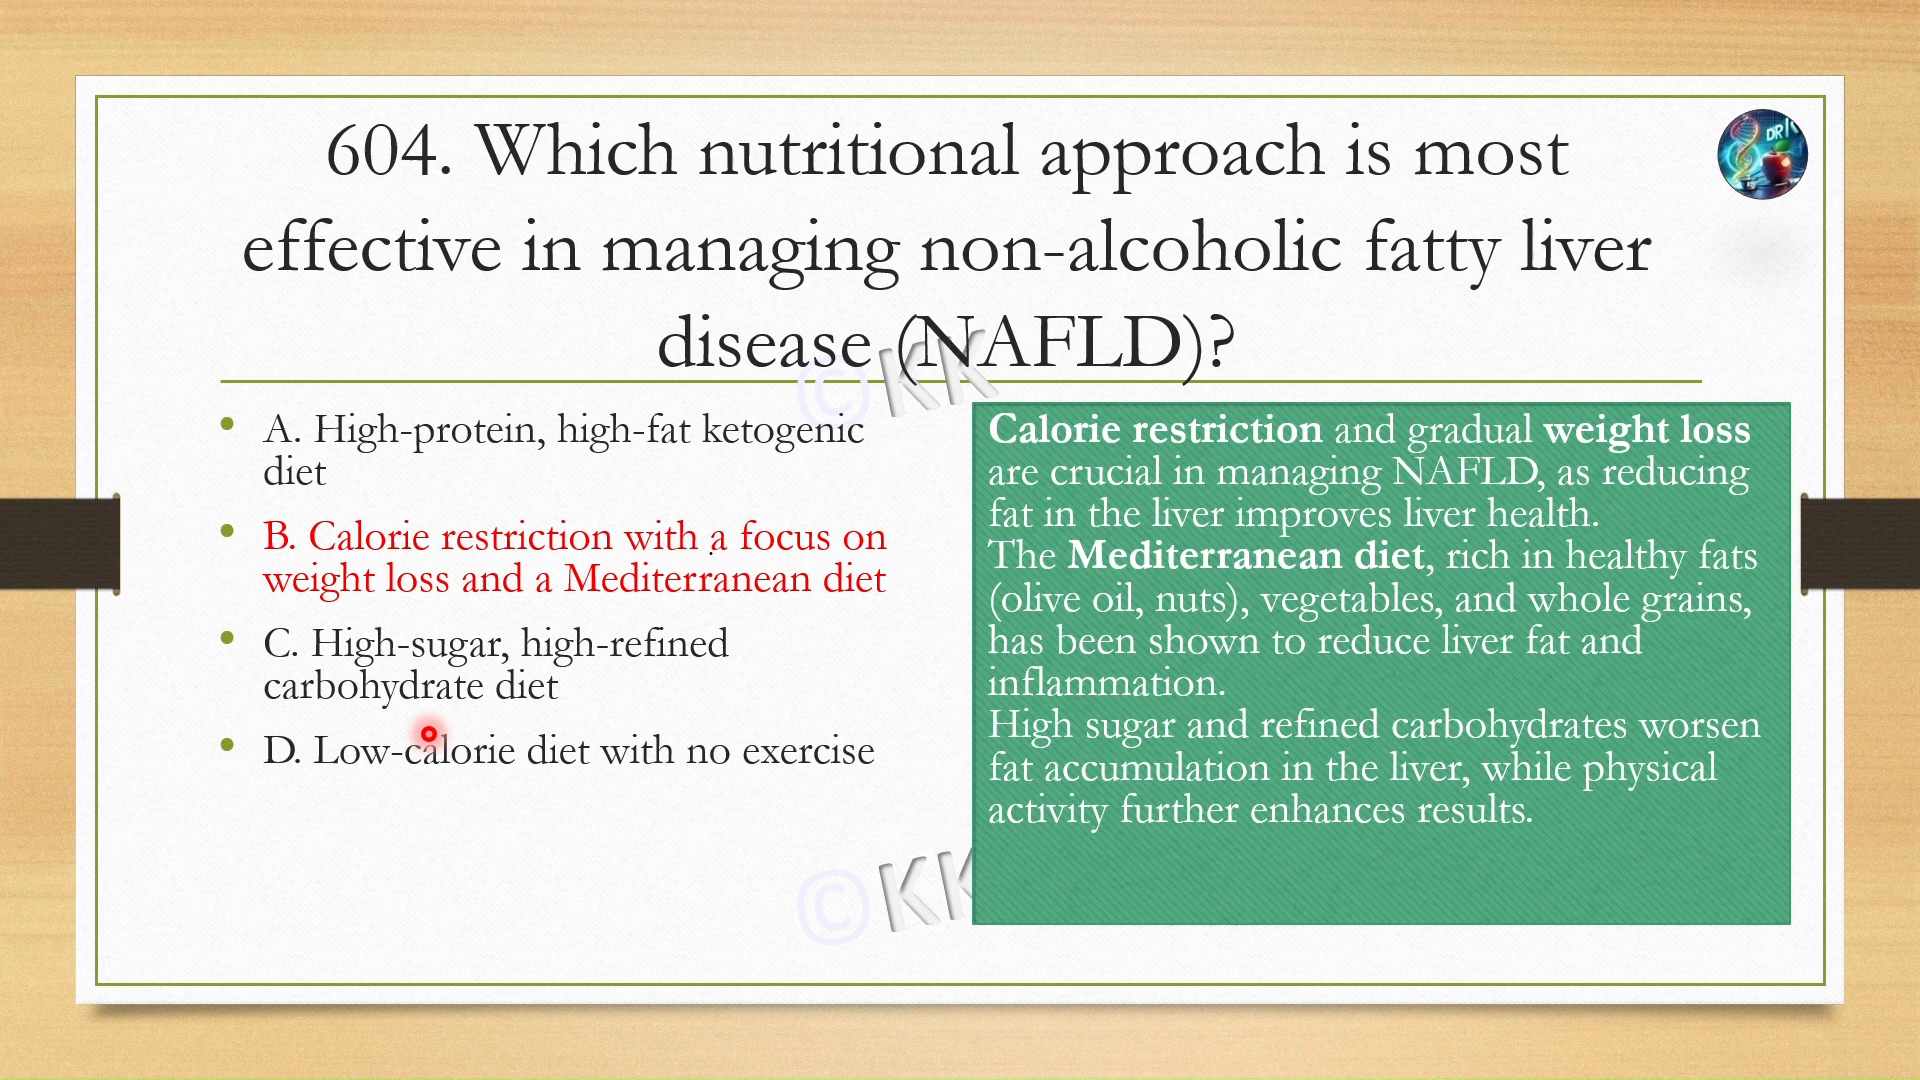 604. Which nutritional approach is most
effective in managing non-alcoholic fatty liver
disease (NAFLD)?
DR
©KK
• A. High-protein, high-fat ketogenic
diet
• B. Calorie restriction with a focus on
weight loss and a Mediterranean diet
• C. High-sugar, high-refined
carbohydrate diet
• D. Low-calorie diet with no exercise
Calorie restriction and gradual weight loss
are crucial in managing NAFLD, as reducing
fat in the liver improves liver health.
The Mediterranean diet, rich in healthy fats
(olive oil, nuts), vegetables, and whole grains,
has been shown to reduce liver fat and
inflammation.
High sugar and refined carbohydrates worsen
fat accumulation in the liver, while physical
activity further enhances results.
©KK